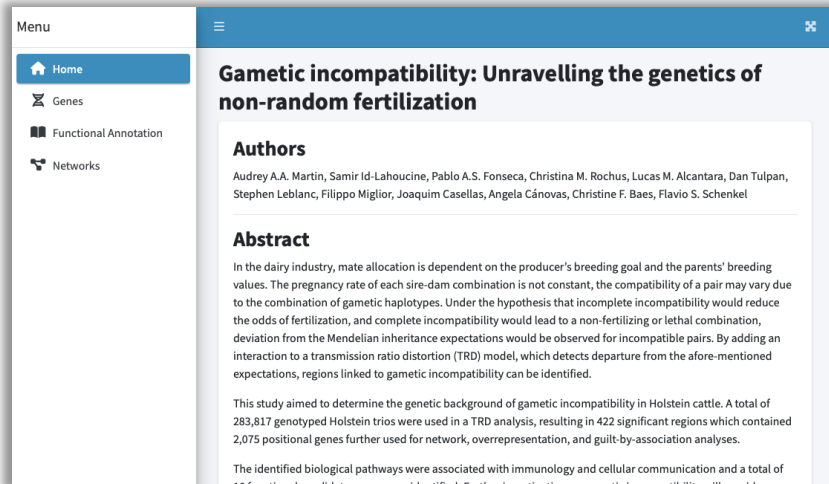 Menu
Home
Genes
Functional Annotation
Networks
Gametic incompatibility: Unravelling the genetics of
non-random fertilization
Authors
Audrey A.A. Martin, Samir Id-Lahoucine, Pablo A.S. Fonseca, Christina M. Rochus, Lucas M. Alcantara, Dan Tulpan,
Stephen Leblanc, Filippo Miglior, Joaquim Casellas, Angela Cánovas, Christine F. Baes, Flavio S. Schenkel
Abstract
In the dairy industry, mate allocation is dependent on the producer's breeding goal and the parents' breeding
values. The pregnancy rate of each sire-dam combination is not constant, the compatibility of a pair may vary due
to the combination of gametic haplotypes. Under the hypothesis that incomplete incompatibility would reduce
the odds of fertilization, and complete incompatibility would lead to a non-fertilizing or lethal combination,
deviation from the Mendelian inheritance expectations would be observed for incompatible pairs. By adding an
interaction to a transmission ratio distortion (TRD) model, which detects departure from the afore-mentioned
expectations, regions linked to gametic incompatibility can be identified.
This study aimed to determine the genetic background of gametic incompatibility in Holstein cattle. A total of
283,817 genotyped Holstein trios were used in a TRD analysis, resulting in 422 significant regions which contained
2,075 positional genes further used for network, overrepresentation, and guilt-by-association analyses.
The identified biological pathways were associated with immunology and cellular communication and a total of